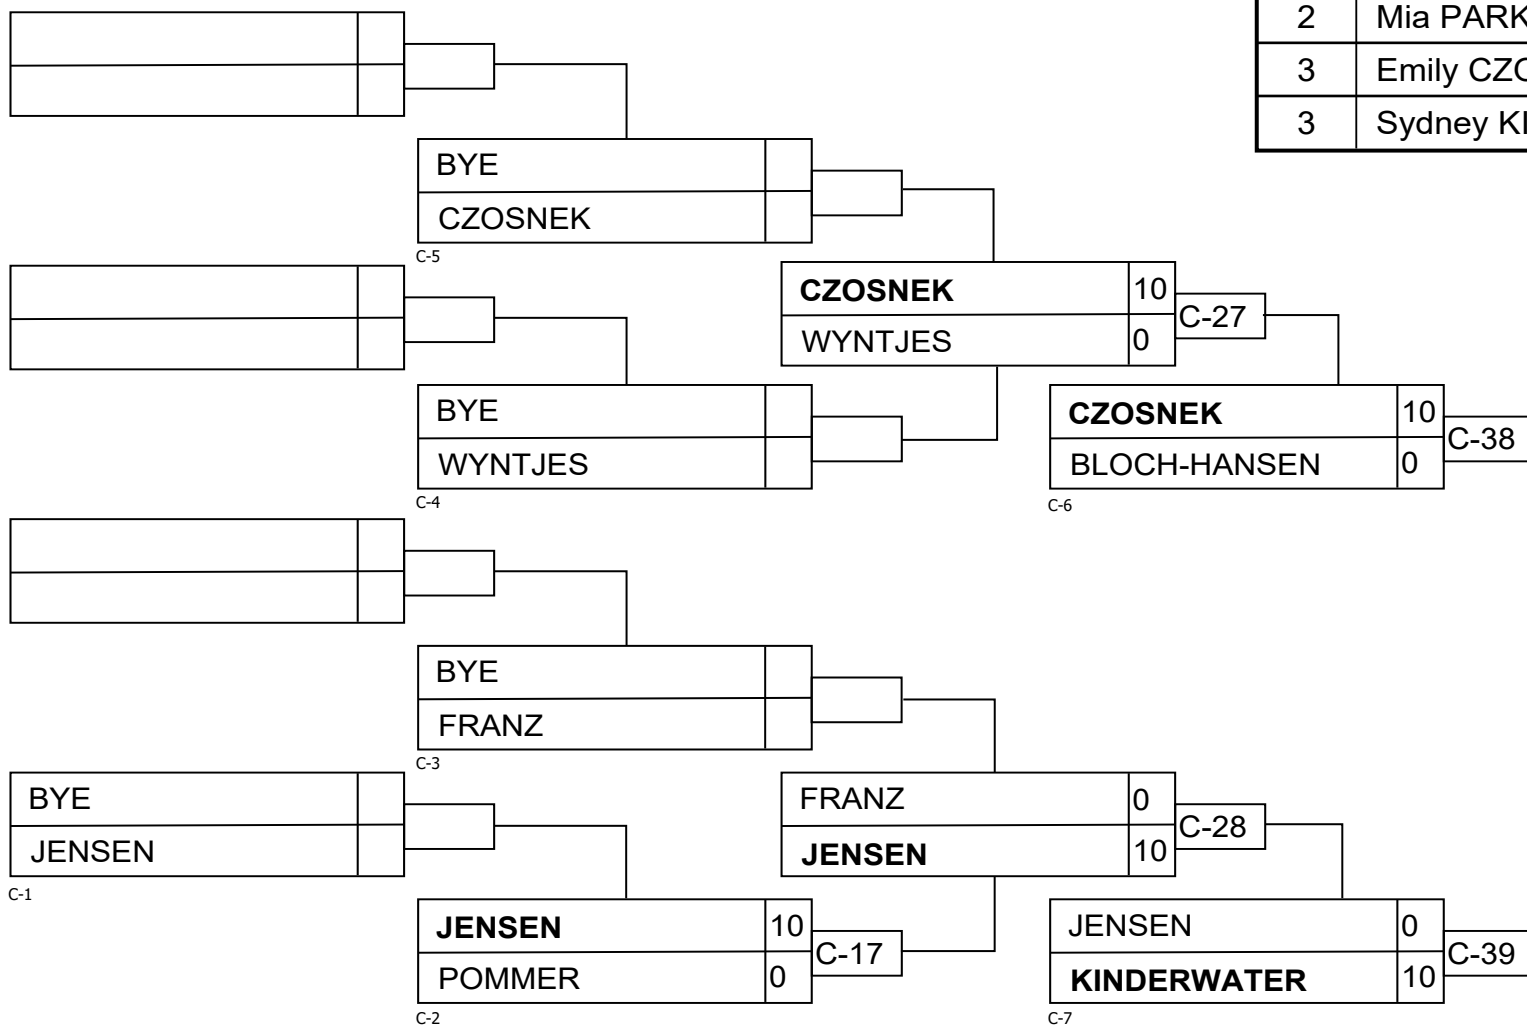 2 Mia PARK
3 Emily CZO
3 Sydney KI
BYE
CZOSNEK
C-5
CZOSNEK 10
WYNTJES 0
C-27
BYE
WYNTJES
C-4
CZOSNEK 10
BLOCH-HANSEN 0
C-38
C-6
BYE
FRANZ
C-3
BYE
JENSEN
C-1
FRANZ 0
JENSEN 10
C-28
JENSEN 10
POMMER 0
C-17
C-2
JENSEN 0
KINDERWATER 10
C-39
C-7